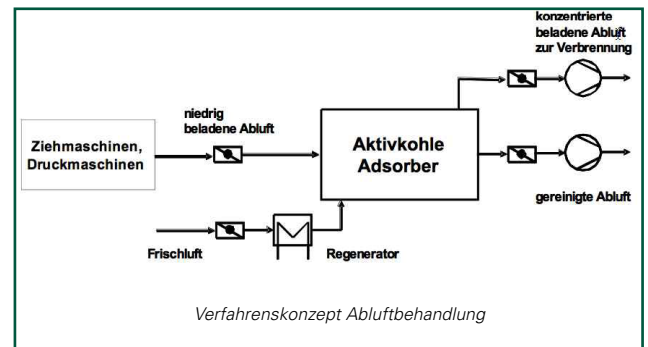 konzentrierte
beladene Abluft
zur Verbrennung
niedrig
beladene Abluft
Ziehmaschinen,
Druckmaschinen
Aktivkohle
Adsorber
gereinigte Abluft
Frischluft
Regenerator
Verfahrenskonzept Abluftbehandlung